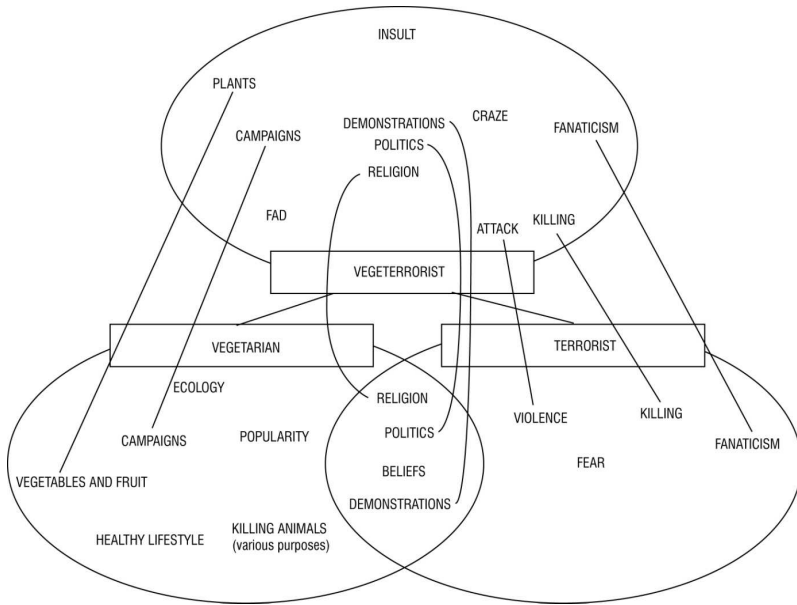 INSULT
PLANTS
CRAZE
DEMONSTRATIONS
FANATICISM
CAMPAIGNS
POLITICS
RELIGION
FAD
KILLING
ATTACK
VEGETERRORIST
VEGETARIAN
TERRORIST
ECOLOGY
RELIGION
KILLING
VIOLENCE
POLITICS
POPULARITY
CAMPAIGNS
FANATICISM
FEAR
BELIEFS
VEGETABLES AND FRUIT
DEMONSTRATIONS
KILLING ANIMALS
HEALTHY LIFESTYLE
(various purposes)